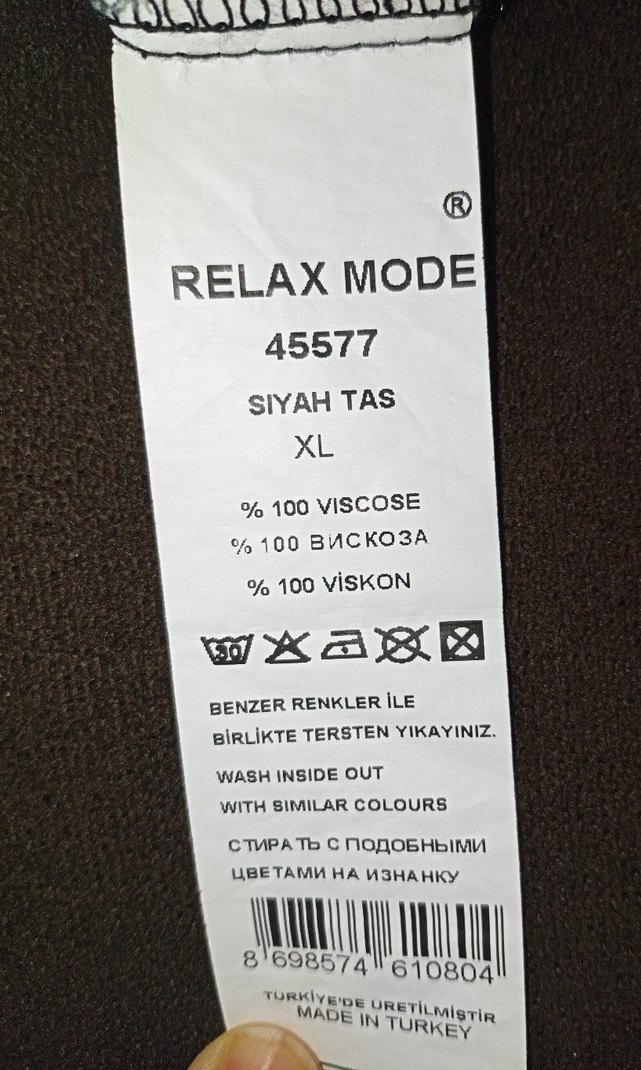 ®
RELAX MODE
45577
SIYAH TAS
XL
% 100 VISCOSE
% 100 ВИСКОЗА
% 100 VİSKON
30
BENZER RENKLER İLE
BİRLİKTE TERSTEN YIKAYINIZ.
WASH INSIDE OUT
WITH SIMILAR COLOURS
СТИРАТЬ С ПОДОБНЫМИ
ЦВЕТАМИ НА ИЗНАНКУ
8 698574 610804
TÜRKİYE'DE ÜRETİLMİŞTİR
MADE IN TURKEY